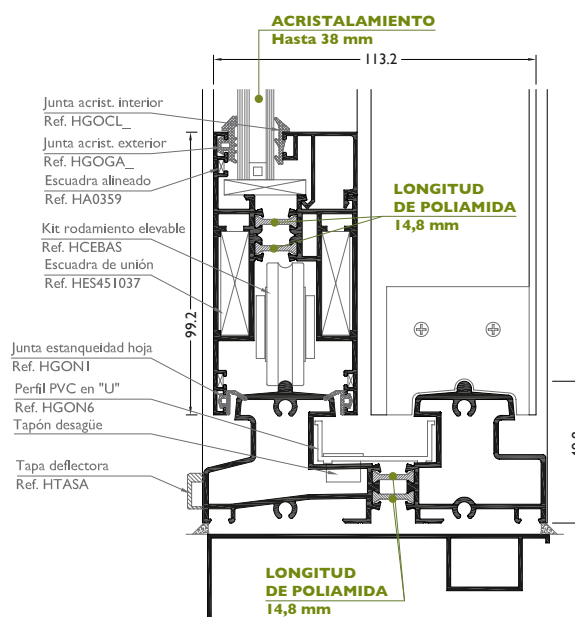 ACRISTALAMIENTO
Hasta 38 mm
113.2
Junta acrist. interior
Ref. HGOCL_
Junta acrist. exterior
Ref. HGOGA_
Escuadra alineado
Ref. HA0359
LONGITUD
DE POLIAMIDA
14,8 mm
Kit rodamiento elevable
Ref. HCEBAS
Escuadra de unión
Ref. HES451037
99.2
Junta estanqueidad hoja
Ref. HGON1
Perfil PVC en "U"
Ref. HGON6
Tapón desagüe
Tapa deflectora
Ref. HTASA
LONGITUD
DE POLIAMIDA
14,8 mm